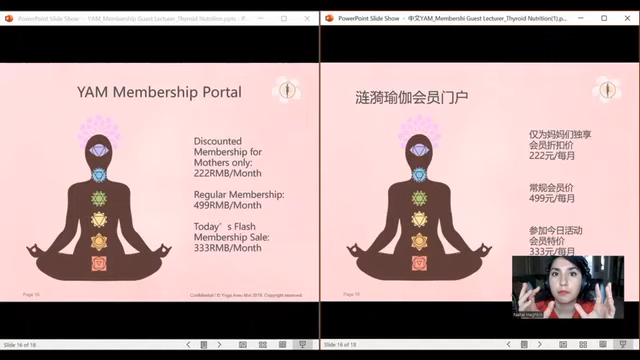 PowerPoint Slide Show - YAM_Membership Guest Lecturer_Thyroid Nutrition.pptx - P...
YAM Membership Portal
Discounted
Membership for
Mothers only:
222RMB/Month
Regular Membership:
499RMB/Month
Today's Flash
Membership Sale:
333RMB/Month
Page 16
Slide 16 of 18
PowerPoint Slide Show - 中文YAM_Membershi Guest Lecturer_Thyroid Nutrition(1).p...
涟漪瑜伽会员门户
仅为妈妈们独享
会员折扣价
222元/每月
常规会员价
499元/每月
参加今日活动
会员特价
333元/每月
Page 16
Slide 16 of 18